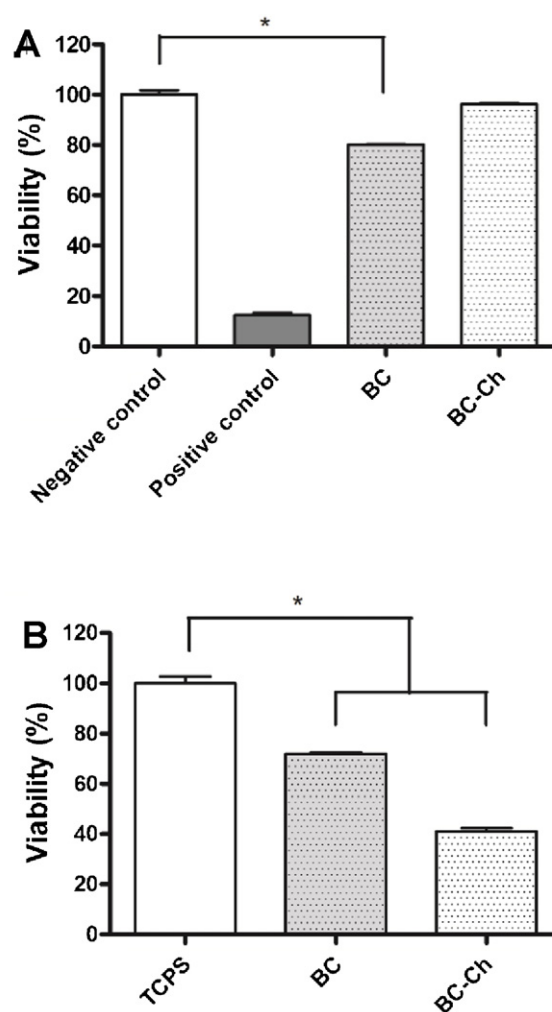 A
*
Viability (%)
120
100
80
60
40
20
0
Negative control
Positive control
BC
BC-Ch
B
*
Viability (%)
120
100
80
60
40
20
0
TCPS
BC
BC-Ch